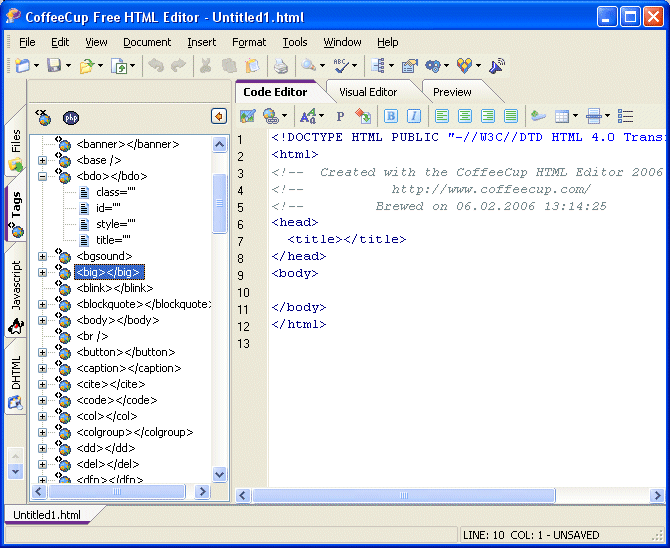 CoffeeCup Free HTML Editor - Untitled1.html
File Edit View Document Insert Format Tools Window Help
ABC
Code Editor Visual Editor Preview
php
Aa P B I
Files
Tags
Javascript
DHTML
<banner></banner>
<base />
<bdo></bdo>
class=""
id=""
style=""
title=""
<bgsound>
<big></big>
<blink></blink>
<blockquote></blockquote>
<body></body>
<br />
<button></button>
<caption></caption>
<cite></cite>
<code></code>
<col></col>
<colgroup></colgroup>
<dd></dd>
<del></del>
<dfn></dfn>
1 <!DOCTYPE HTML PUBLIC "-//W3C//DTD HTML 4.0 Trans
2 <html>
3 <!-- Created with the CoffeeCup HTML Editor 2006
4 <!-- http://www.coffeecup.com/
5 <!-- Brewed on 06.02.2006 13:14:25
6 <head>
7 <title></title>
8 </head>
9 <body>
10
11 </body>
12 </html>
13
Untitled1.html
LINE: 10 COL: 1 - UNSAVED